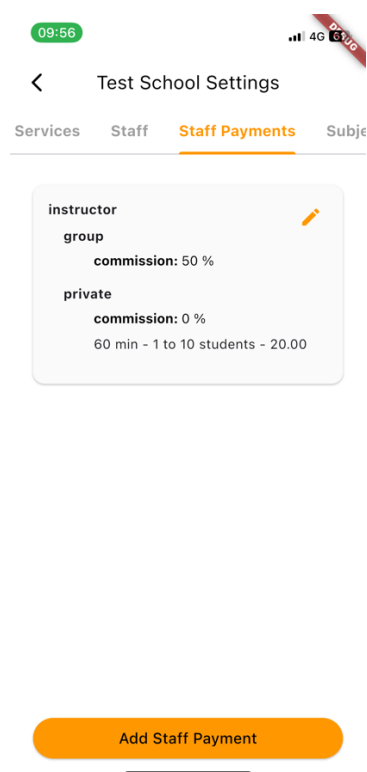 09:56
4G
DEBUG
Test School Settings
Services Staff Staff Payments Subje
instructor
group
commission: 50 %
private
commission: 0 %
60 min - 1 to 10 students - 20.00
Add Staff Payment